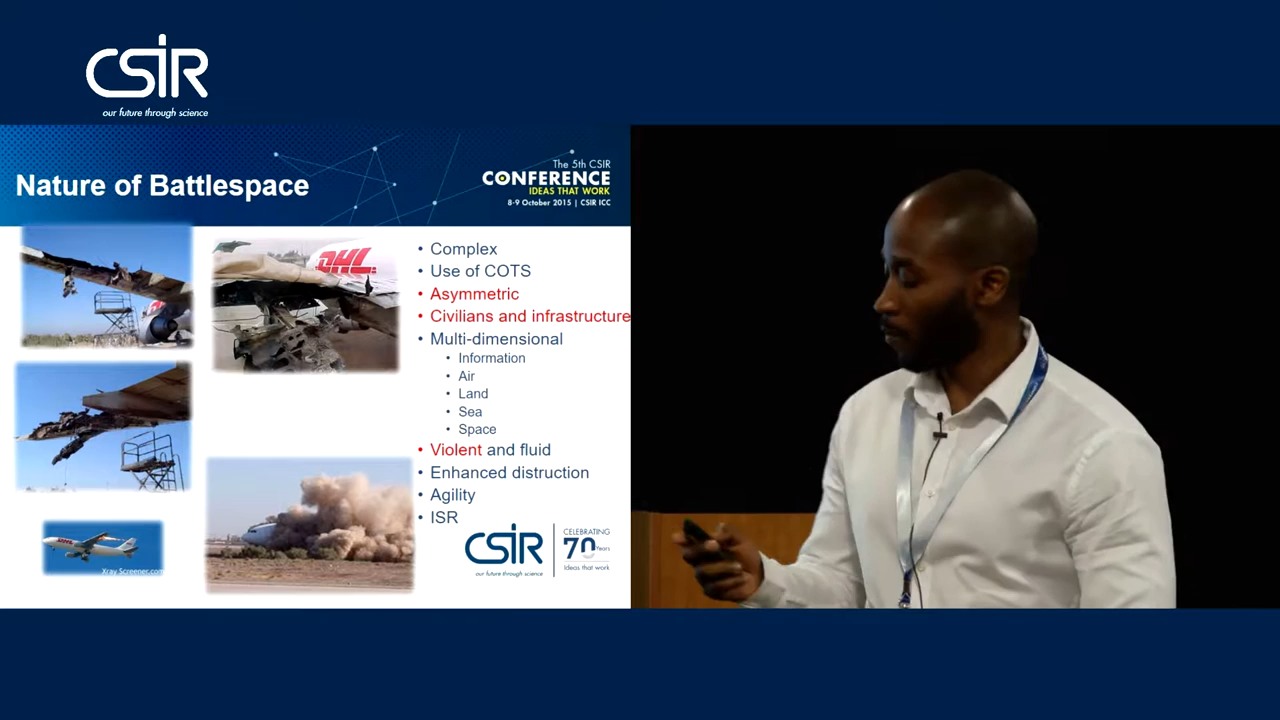 CSIR
our future through science
Nature of Battlespace
The 5th CSIR
CONFERENCE
IDEAS THAT WORK
8-9 October 2015 | CSIR ICC
DHL
• Complex
• Use of COTS
• Asymmetric
• Civilians and infrastructure
• Multi-dimensional
• Information
• Air
• Land
• Sea
• Space
• Violent and fluid
• Enhanced distruction
• Agility
• ISR
Xray Screener.com
CSIR
our future through science
CELEBRATING
70 Years
Ideas that work